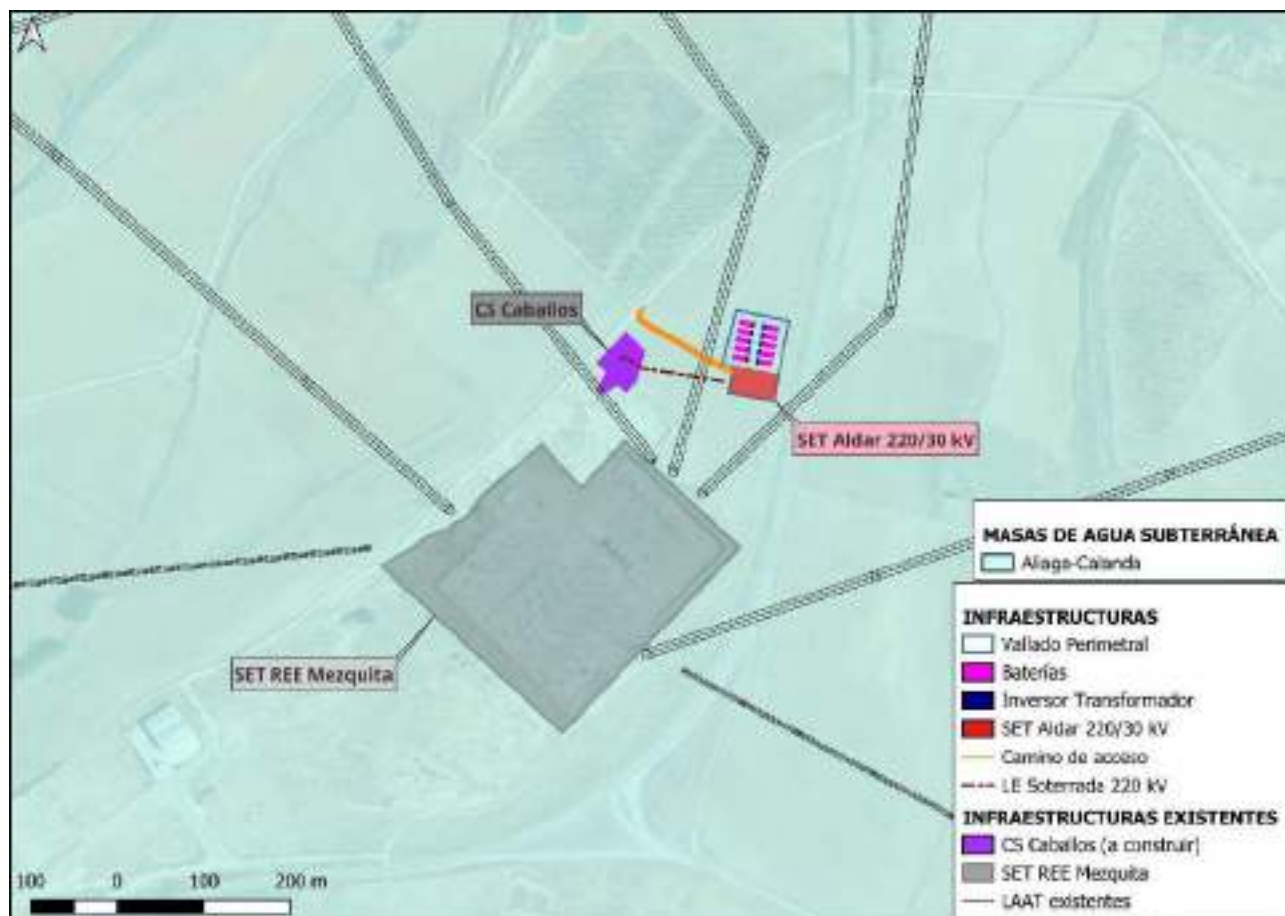 CS Caballos
SET Aldar 220/30 kV
SET REE Mezquita
MASAS DE AGUA SUBTERRÁNEA
Aliaga-Calanda
INFRAESTRUCTURAS
Vallado Perimetral
Baterías
Inversor Transformador
SET Aldar 220/30 kV
Camino de acceso
LE Soterrada 220 kV
INFRAESTRUCTURAS EXISTENTES
CS Caballos (a construir)
SET REE Mezquita
LAAT existentes
100 0 100 200 m